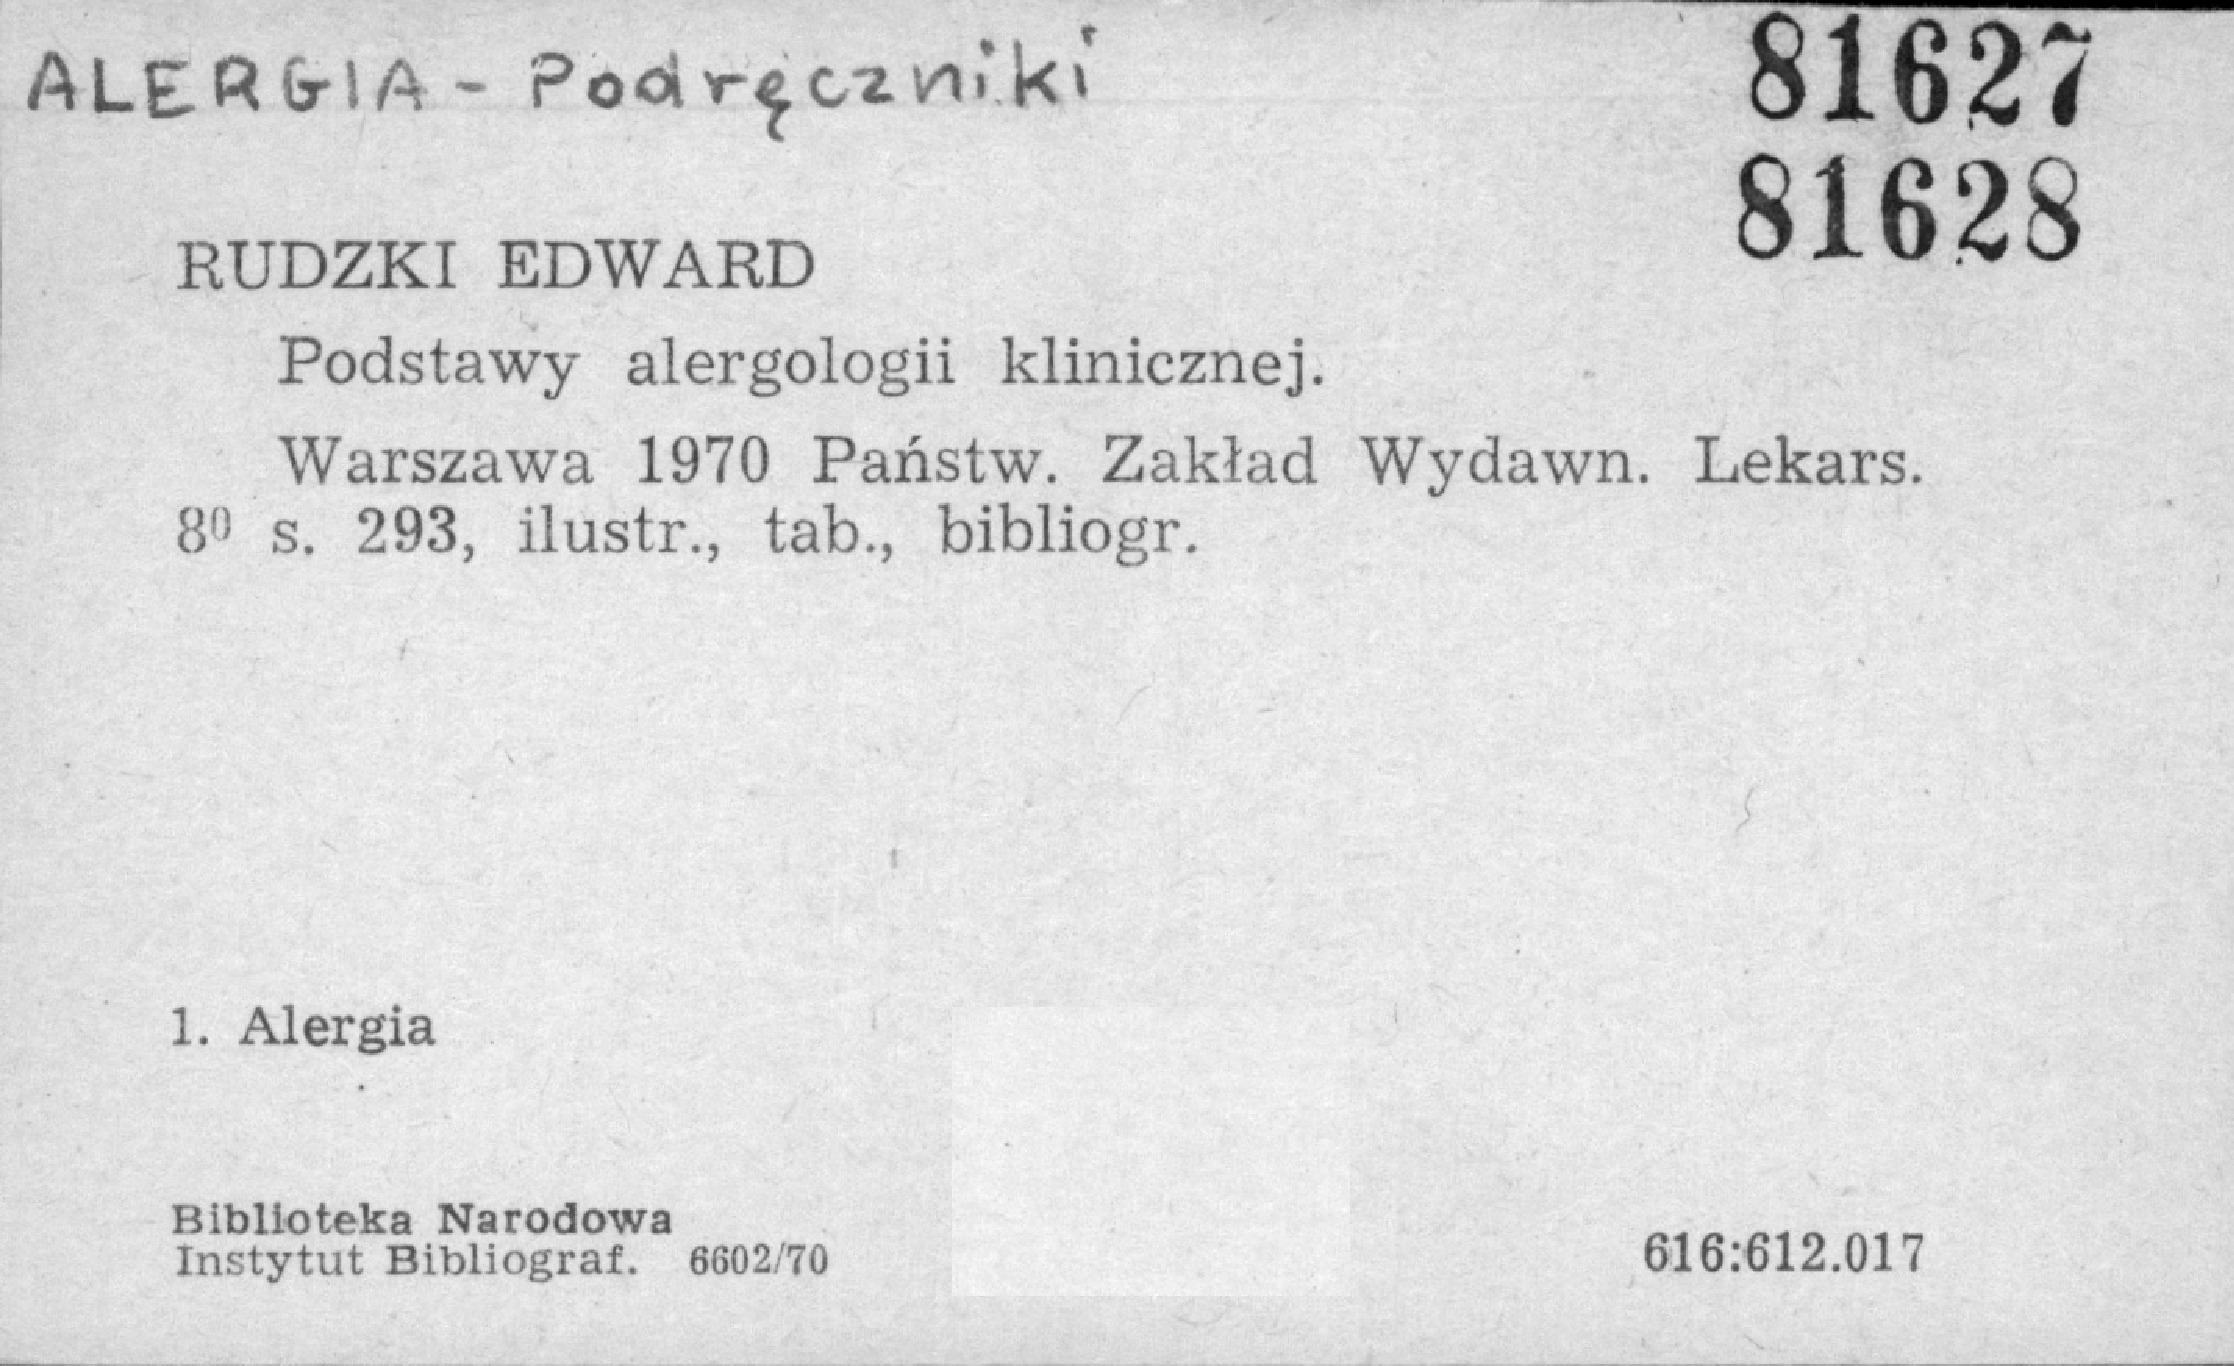 ALERGIA - Podręczniki
81627
81628
RUDZKI EDWARD
Podstawy alergologii klinicznej.
Warszawa 1970 Państw. Zakład Wydawn. Lekars.
8⁰ s. 293, ilustr., tab., bibliogr.
1. Alergia
Biblioteka Narodowa
Instytut Bibliograf. 6602/70
616:612.017